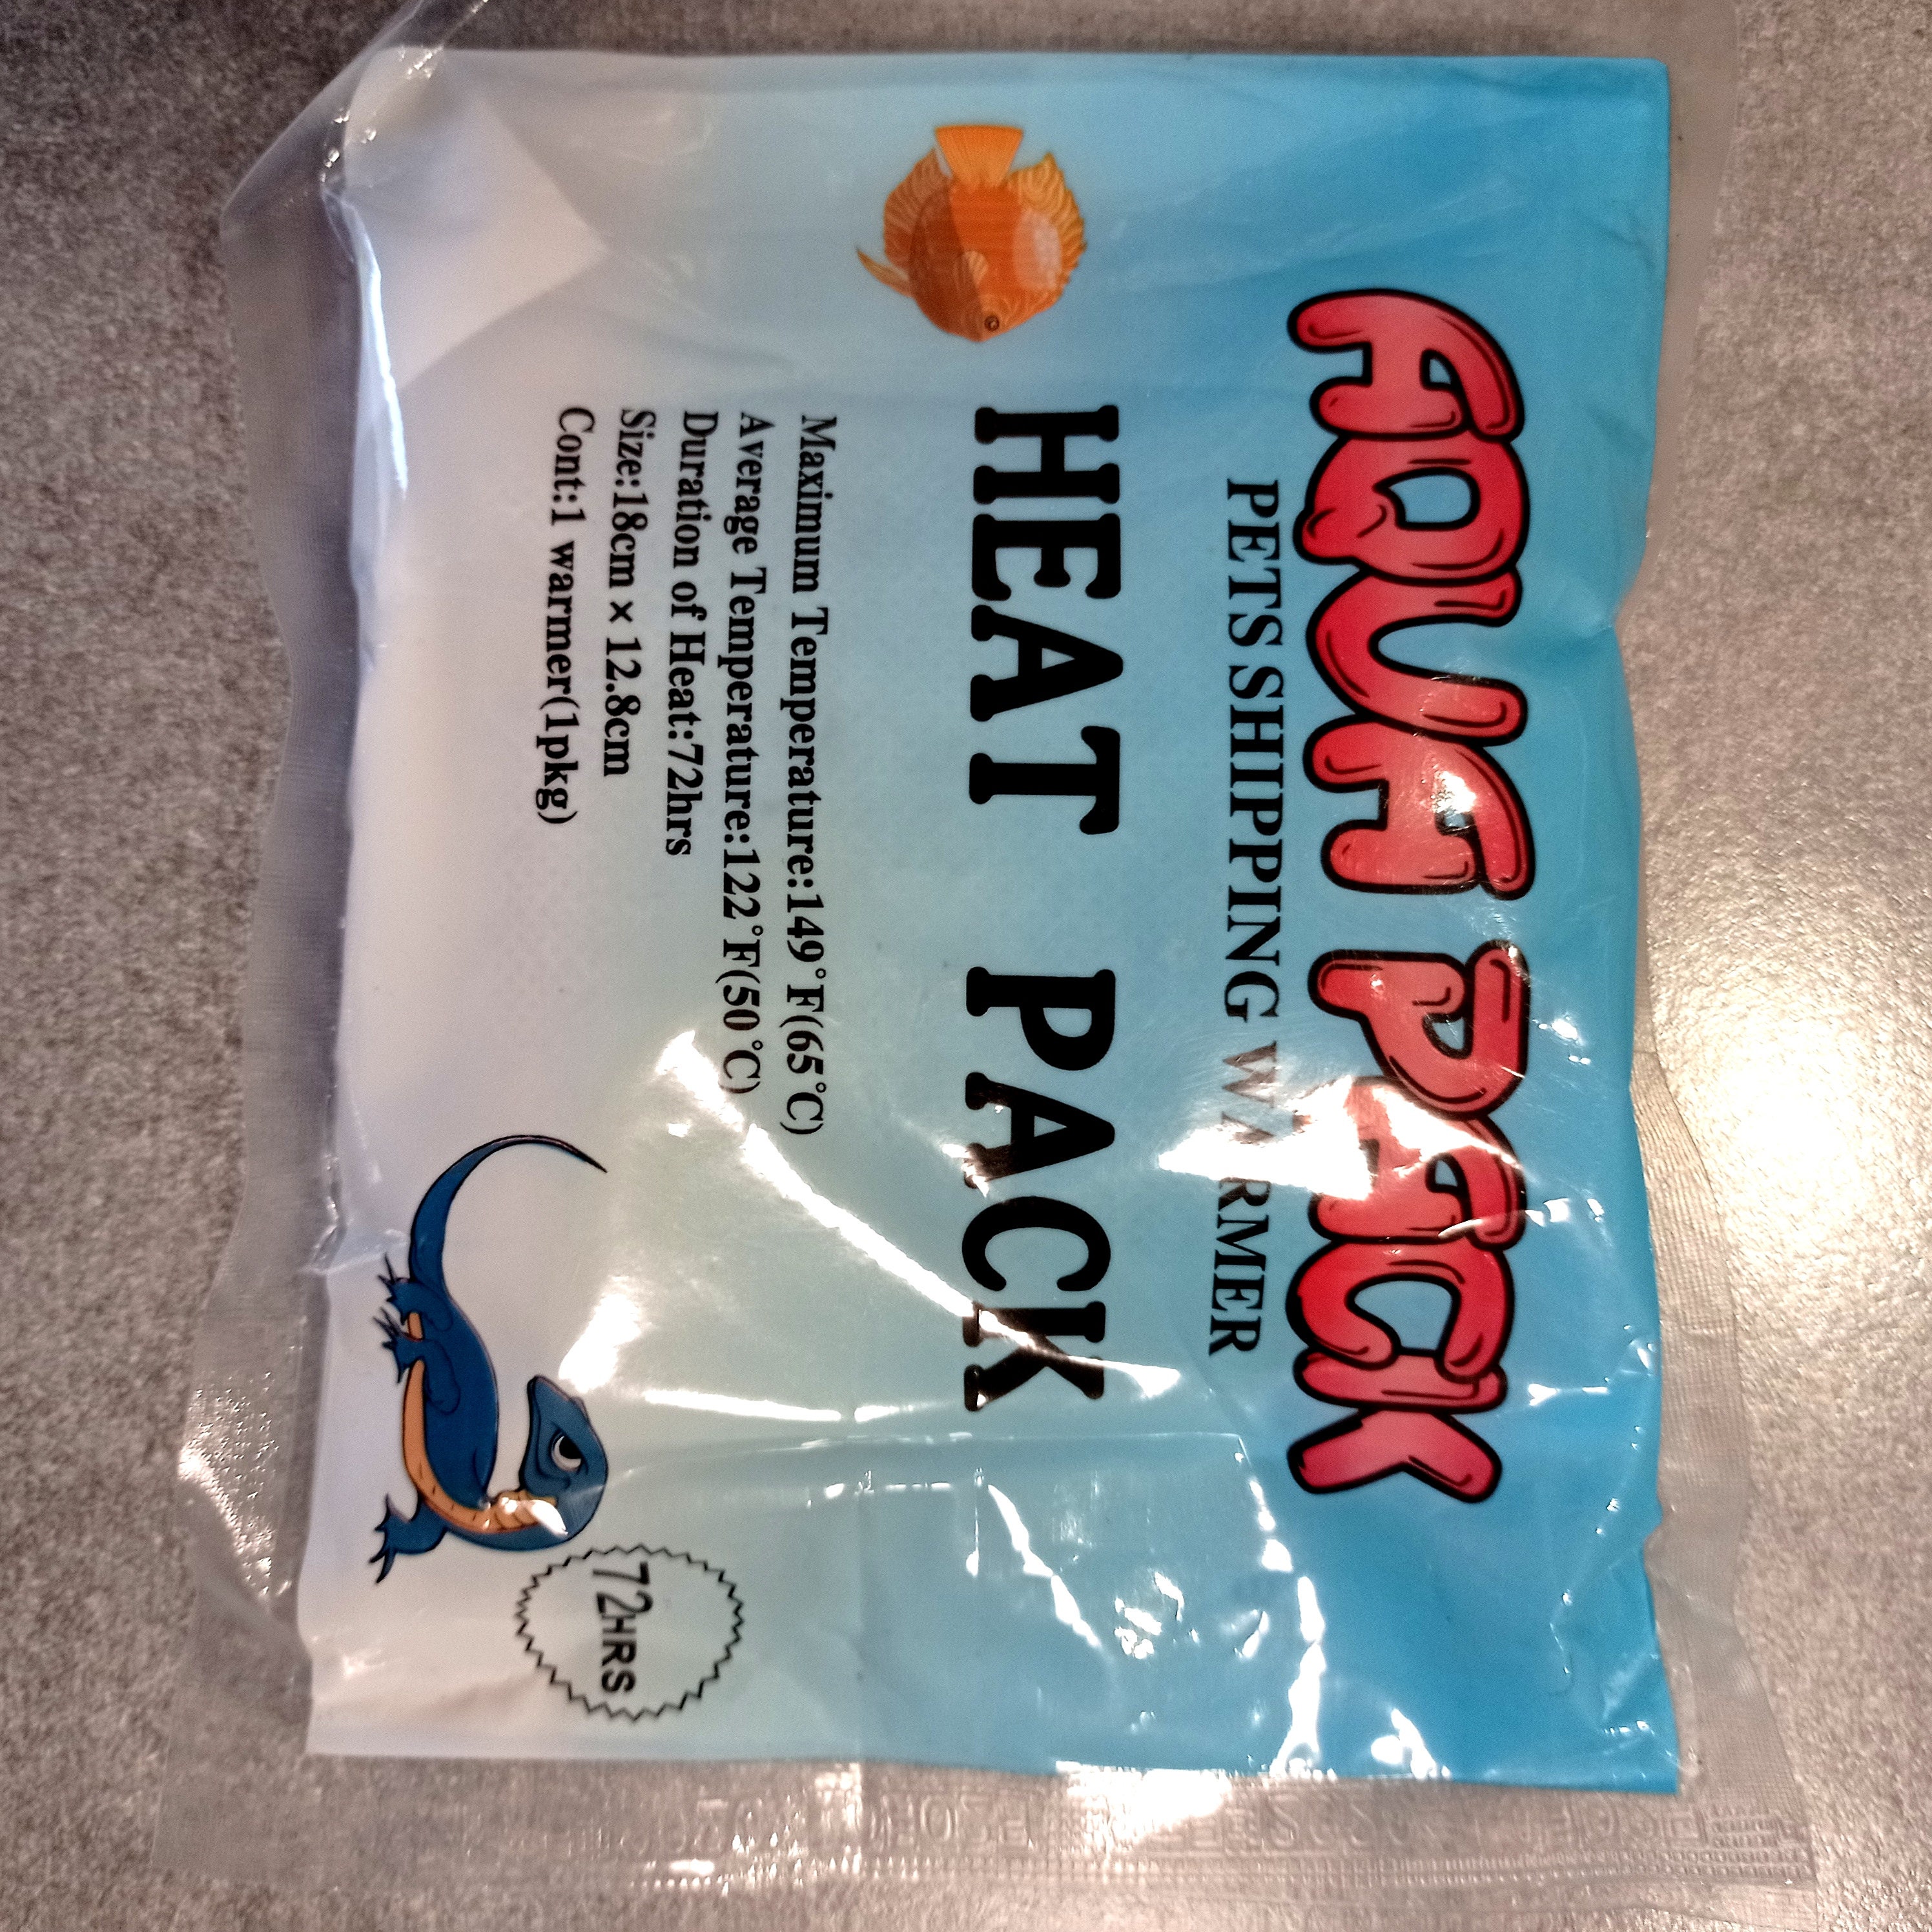 AQUA PACK
PETS SHIPPING WARMER
HEAT PACK
Maximum Temperature:149°F(65°C)
Average Temperature:122°F(50°C)
Duration of Heat:72hrs
Size:18cm × 12.8cm
Cont:1 warmer(1pkg)
72HRS